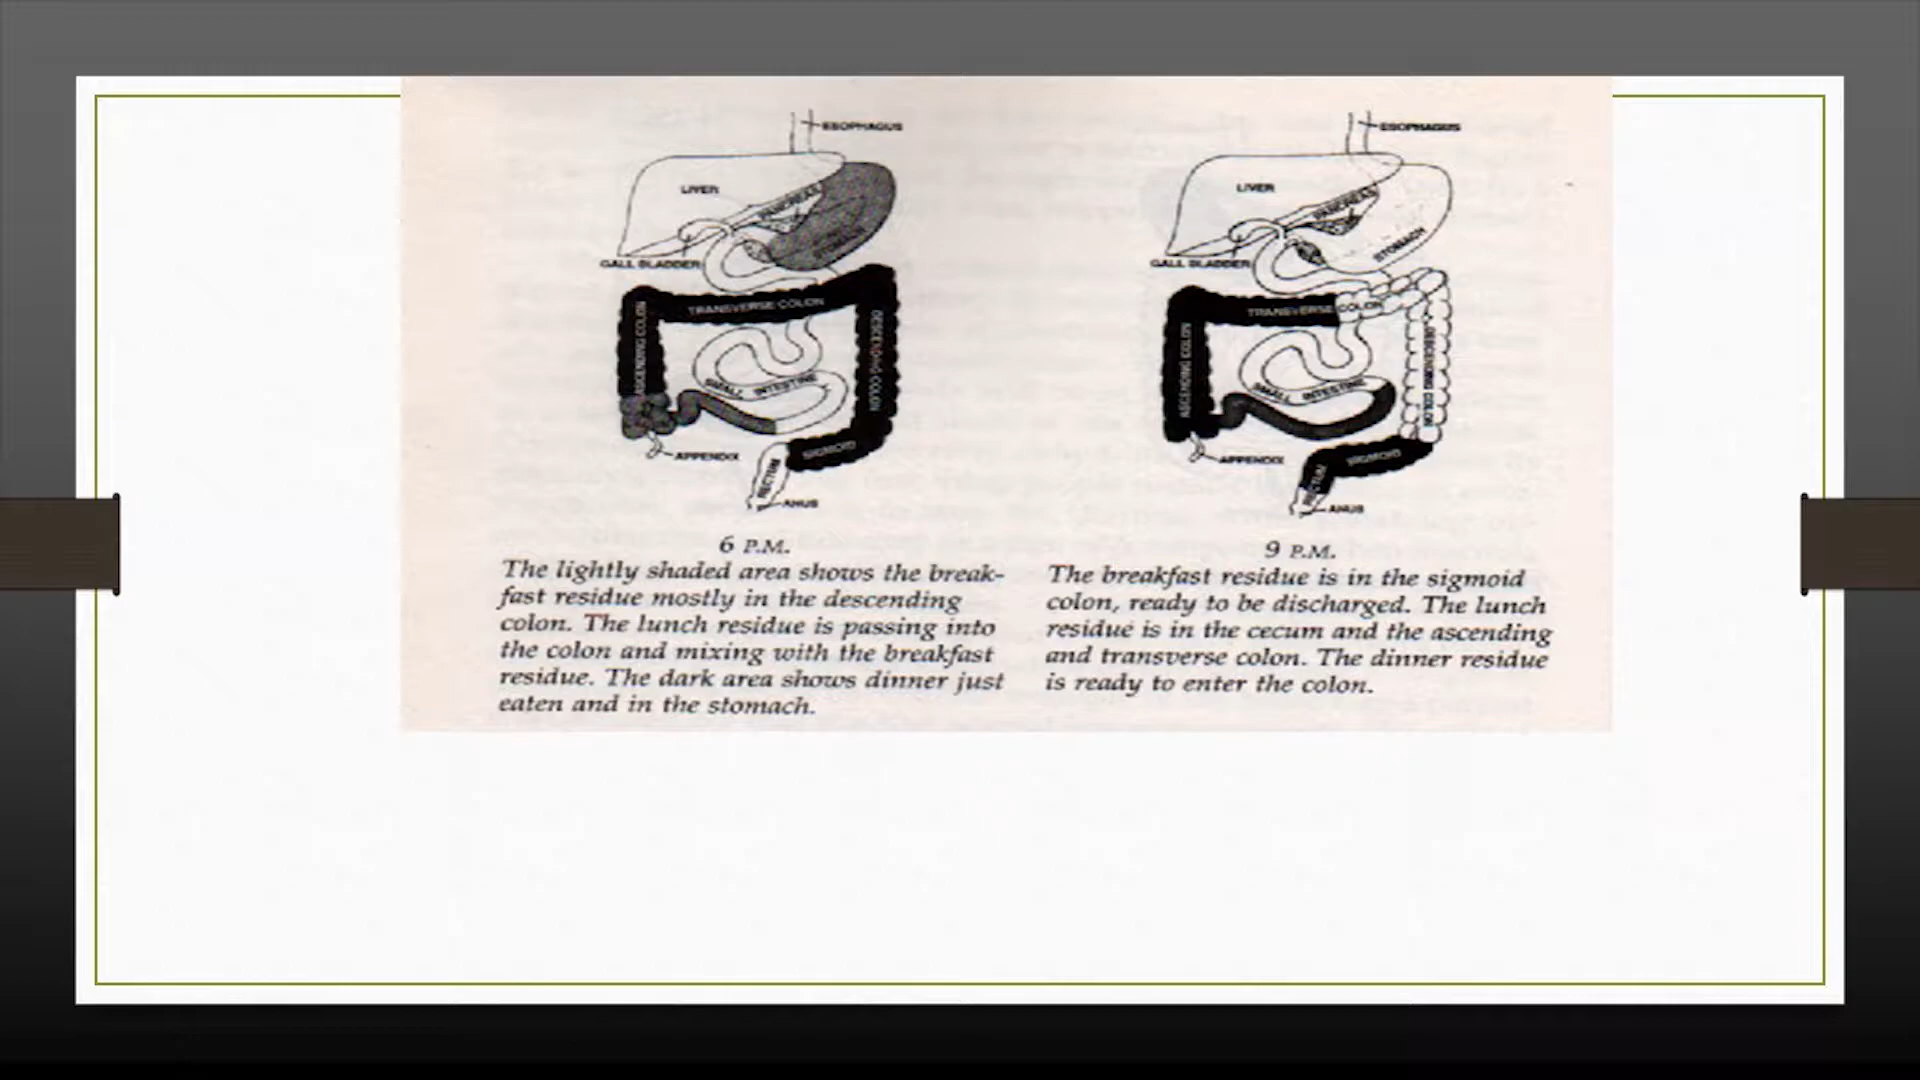 ESOPHAGUS
LIVER
PANCREAS
STOMACH
GALL BLADDER
TRANSVERSE COLON
ASCENDING COLON
DESCENDING COLON
SMALL INTESTINE
APPENDIX
SIGMOID
RECTUM
ANUS
6 P.M.
The lightly shaded area shows the break-
fast residue mostly in the descending
colon. The lunch residue is passing into
the colon and mixing with the breakfast
residue. The dark area shows dinner just
eaten and in the stomach.
ESOPHAGUS
LIVER
PANCREAS
STOMACH
GALL BLADDER
TRANSVERSE COLON
ASCENDING COLON
DESCENDING COLON
SMALL INTESTINE
APPENDIX
SIGMOID
RECTUM
ANUS
9 P.M.
The breakfast residue is in the sigmoid
colon, ready to be discharged. The lunch
residue is in the cecum and the ascending
and transverse colon. The dinner residue
is ready to enter the colon.